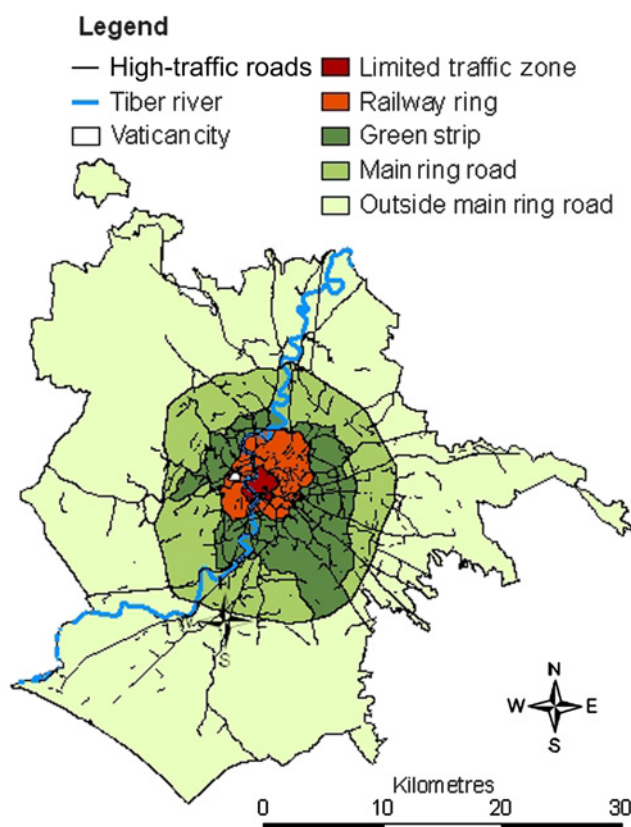 Legend
High-traffic roads
Tiber river
Vatican city
Limited traffic zone
Railway ring
Green strip
Main ring road
Outside main ring road
S
N
W E
S
Kilometres
0 10 20 30